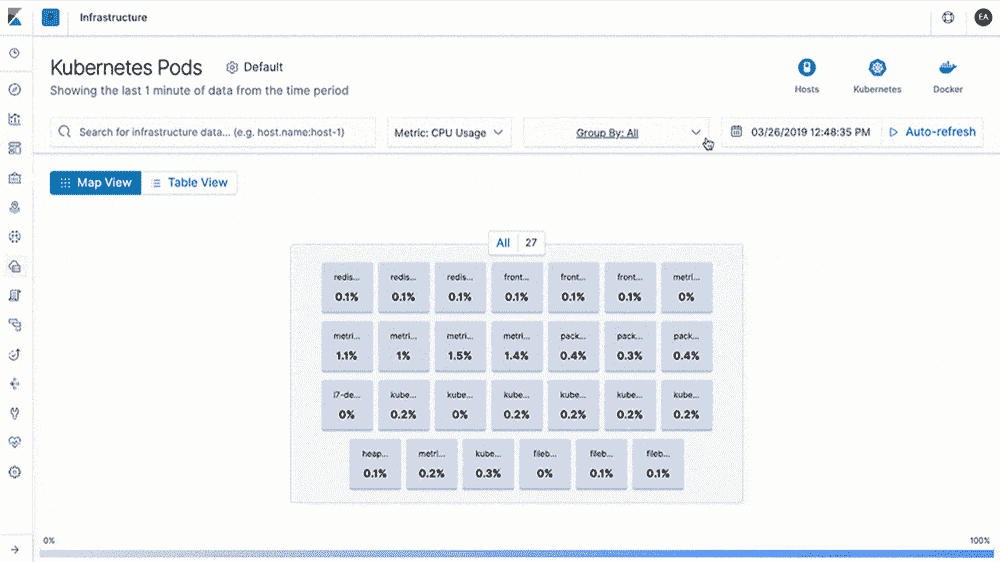 Infrastructure
EA
Kubernetes Pods
Default
Showing the last 1 minute of data from the time period
Hosts
Kubernetes
Docker
Search for infrastructure data... (e.g. host.name:host-1)
Metric: CPU Usage
Group By: All
03/26/2019 12:48:35 PM
Auto-refresh
Map View
Table View
All 27
redis... redis... redis... front... front... front... metri...
0.1% 0.1% 0.1% 0.1% 0.1% 0.1% 0%
metri... metri... metri... metri... pack... pack... pack...
1.1% 1% 1.5% 1.4% 0.4% 0.3% 0.4%
l7-de... kube... kube... kube... kube... kube... kube...
0% 0.2% 0% 0.2% 0.2% 0.2% 0.2%
heap... metri... kube... fileb... fileb... fileb...
0.1% 0.2% 0.3% 0% 0.1% 0.1%
0% 100%